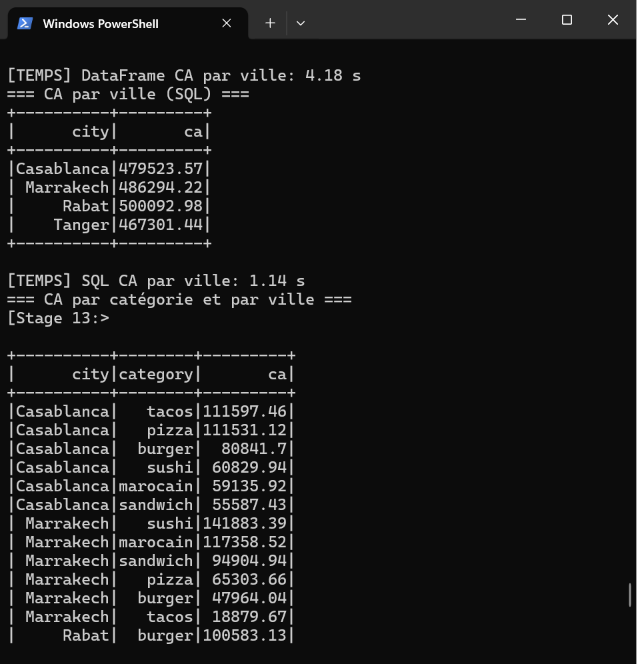 Windows PowerShell
[TEMPS] DataFrame CA par ville: 4.18 s
=== CA par ville (SQL) ===
+----------+---------+
|      city|       ca|
+----------+---------+
|Casablanca|479523.57|
| Marrakech|486294.22|
|     Rabat|500092.98|
|    Tanger|467301.44|
+----------+---------+
[TEMPS] SQL CA par ville: 1.14 s
=== CA par catégorie et par ville ===
[Stage 13:>
+----------+--------+---------+
|      city|category|       ca|
+----------+--------+---------+
|Casablanca|   tacos|111597.46|
|Casablanca|   pizza|111531.12|
|Casablanca|  burger|  80841.7|
|Casablanca|   sushi| 60829.94|
|Casablanca|marocain| 59135.92|
|Casablanca|sandwich| 55587.43|
| Marrakech|   sushi|141883.39|
| Marrakech|marocain|117358.52|
| Marrakech|sandwich| 94904.94|
| Marrakech|   pizza| 65303.66|
| Marrakech|  burger| 47964.04|
| Marrakech|   tacos| 18879.67|
|     Rabat|  burger|100583.13|